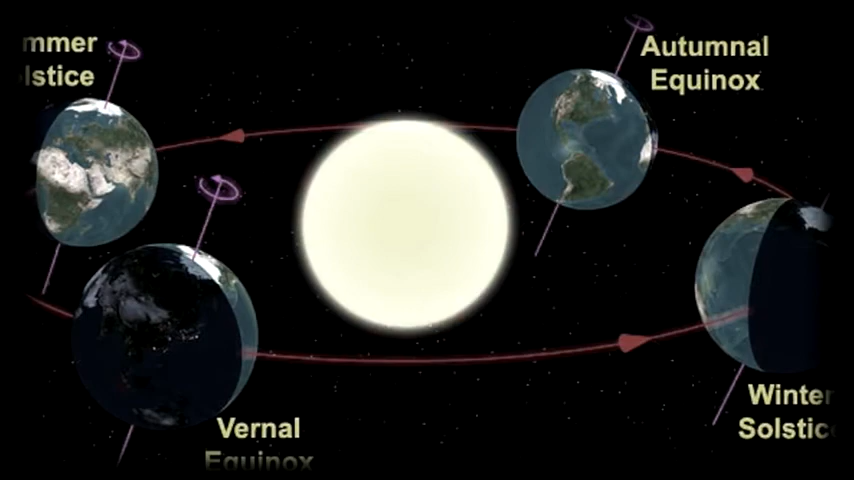 mmer
lstice
Autumnal
Equinox
Vernal
Equinox
Winter
Solstic